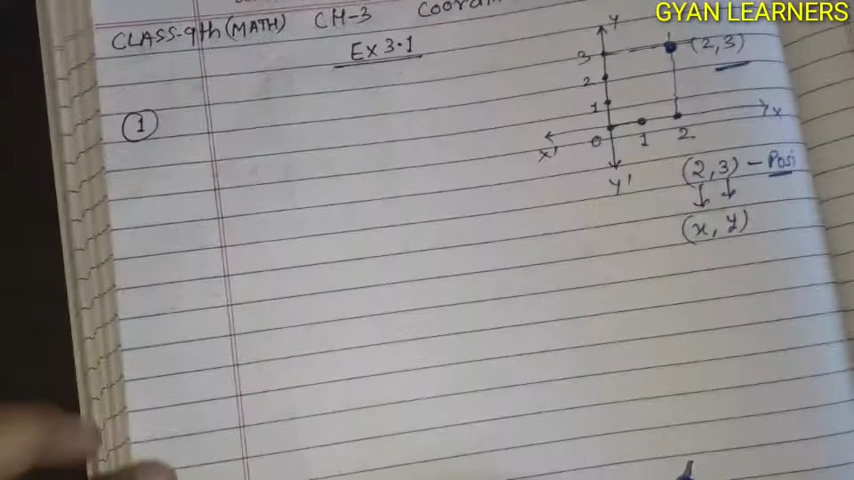 GYAN LEARNERS
CLASS-9th (MATH) CH-3
Ex 3.1
1
Y
3
(2,3)
2
1
X
X' 0 1 2
Y'
(2,3) - Posi
(x, y)